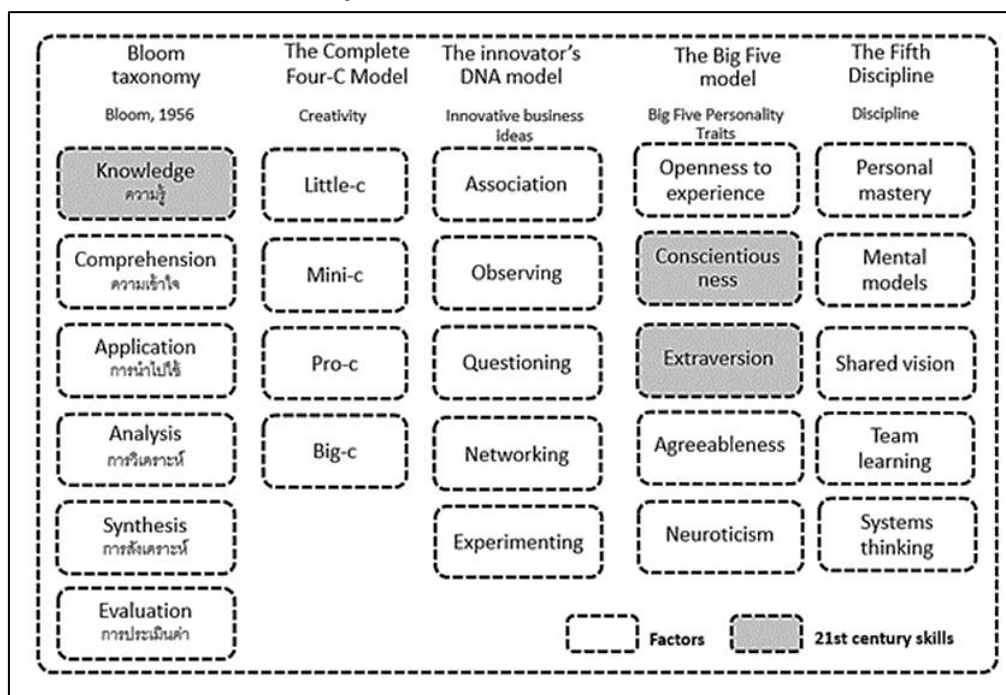 Bloom
taxonomy
Bloom, 1956
Knowledge
ความรู้
Comprehension
ความเข้าใจ
Application
การนำไปใช้
Analysis
การวิเคราะห์
Synthesis
การสังเคราะห์
Evaluation
การประเมินค่า
The Complete
Four-C Model
Creativity
Little-c
Mini-c
Pro-c
Big-c
The innovator’s
DNA model
Innovative business
ideas
Association
Observing
Questioning
Networking
Experimenting
The Big Five
model
Big Five Personality
Traits
Openness to
experience
Conscientious
ness
Extraversion
Agreeableness
Neuroticism
The Fifth
Discipline
Discipline
Personal
mastery
Mental
models
Shared vision
Team
learning
Systems
thinking
Factors
21st century skills